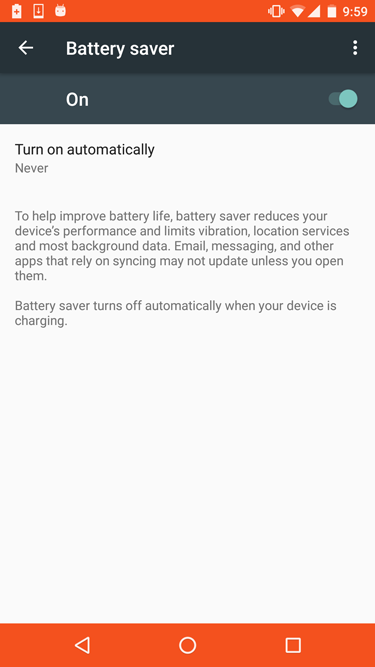 9:59
Battery saver
On
Turn on automatically
Never
To help improve battery life, battery saver reduces your
device's performance and limits vibration, location services
and most background data. Email, messaging, and other
apps that rely on syncing may not update unless you open
them.
Battery saver turns off automatically when your device is
charging.